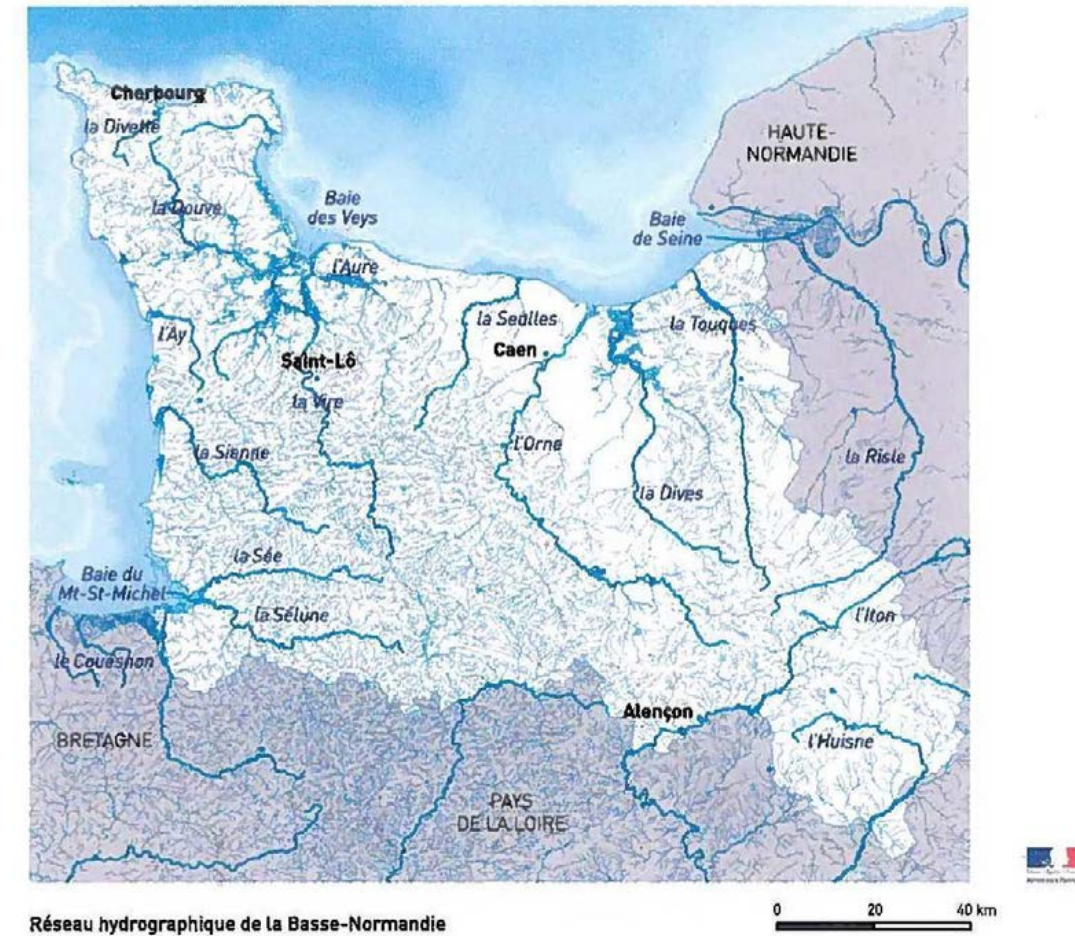 Cherbourg
la Divette
HAUTE-
NORMANDIE
la Douve
Baie
des Veys
Baie
de Seine
l'Aure
l'Ay
la Seulles
la Touques
Caen
Saint-Lô
la Vire
l'Orne
la Sienne
la Risle
la Dives
la Sée
Baie du
Mt-St-Michel
la Sélune
l'Iton
le Couesnon
Alençon
BRETAGNE
l'Huisne
PAYS
DE LA LOIRE
Réseau hydrographique de la Basse-Normandie
0 20 40 km